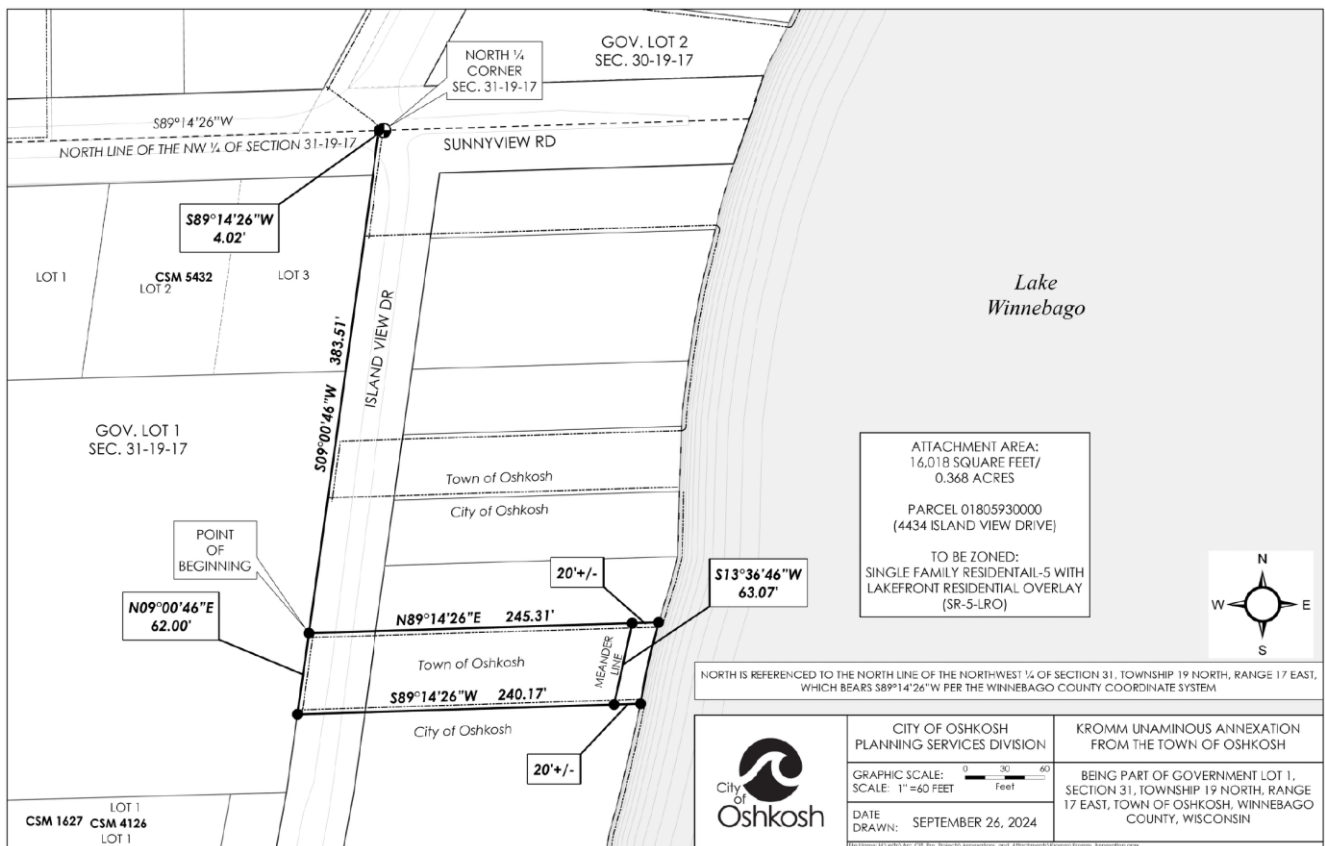 GOV. LOT 2
SEC. 30-19-17
NORTH ¼
CORNER
SEC. 31-19-17
S89°14'26"W
NORTH LINE OF THE NW ¼ OF SECTION 31-19-17
SUNNYVIEW RD
S89°14'26"W
4.02'
LOT 1
CSM 5432
LOT 2
LOT 3
Lake
Winnebago
383.51'
S09°00'46"W
ISLAND VIEW DR
GOV. LOT 1
SEC. 31-19-17
Town of Oshkosh
City of Oshkosh
ATTACHMENT AREA:
16,018 SQUARE FEET/
0.368 ACRES
PARCEL 01805930000
(4434 ISLAND VIEW DRIVE)
TO BE ZONED:
SINGLE FAMILY RESIDENTAIL-5 WITH
LAKEFRONT RESIDENTIAL OVERLAY
(SR-5-LRO)
POINT
OF
BEGINNING
20'+/-
S13°36'46"W
63.07'
N09°00'46"E
62.00'
N89°14'26"E 245.31'
Town of Oshkosh
MEANDER
LINE
S89°14'26"W 240.17'
City of Oshkosh
20'+/-
N
W E
S
NORTH IS REFERENCED TO THE NORTH LINE OF THE NORTHWEST ¼ OF SECTION 31, TOWNSHIP 19 NORTH, RANGE 17 EAST,
WHICH BEARS S89°14'26"W PER THE WINNEBAGO COUNTY COORDINATE SYSTEM
LOT 1
CSM 1627 CSM 4126
LOT 1
City
of
Oshkosh
CITY OF OSHKOSH
PLANNING SERVICES DIVISION
GRAPHIC SCALE: 0 30 60
SCALE: 1"=60 FEET Feet
DATE
DRAWN: SEPTEMBER 26, 2024
KROMM UNAMINOUS ANNEXATION
FROM THE TOWN OF OSHKOSH
BEING PART OF GOVERNMENT LOT 1,
SECTION 31, TOWNSHIP 19 NORTH, RANGE
17 EAST, TOWN OF OSHKOSH, WINNEBAGO
COUNTY, WISCONSIN